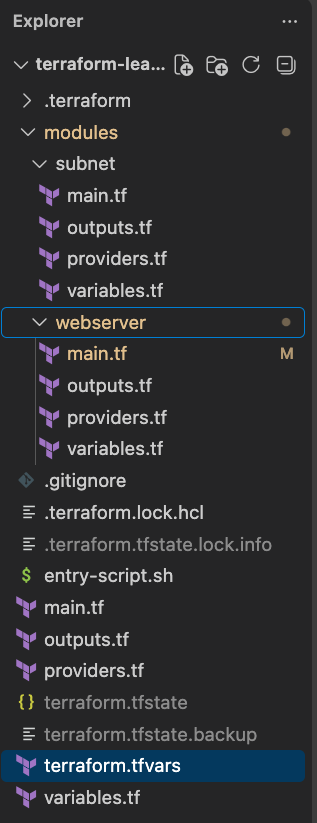 Explorer ...
terraform-lea...
.terraform
modules
subnet
main.tf
outputs.tf
providers.tf
variables.tf
webserver
main.tf M
outputs.tf
providers.tf
variables.tf
.gitignore
.terraform.lock.hcl
.terraform.tfstate.lock.info
$ entry-script.sh
main.tf
outputs.tf
providers.tf
{} terraform.tfstate
terraform.tfstate.backup
terraform.tfvars
variables.tf